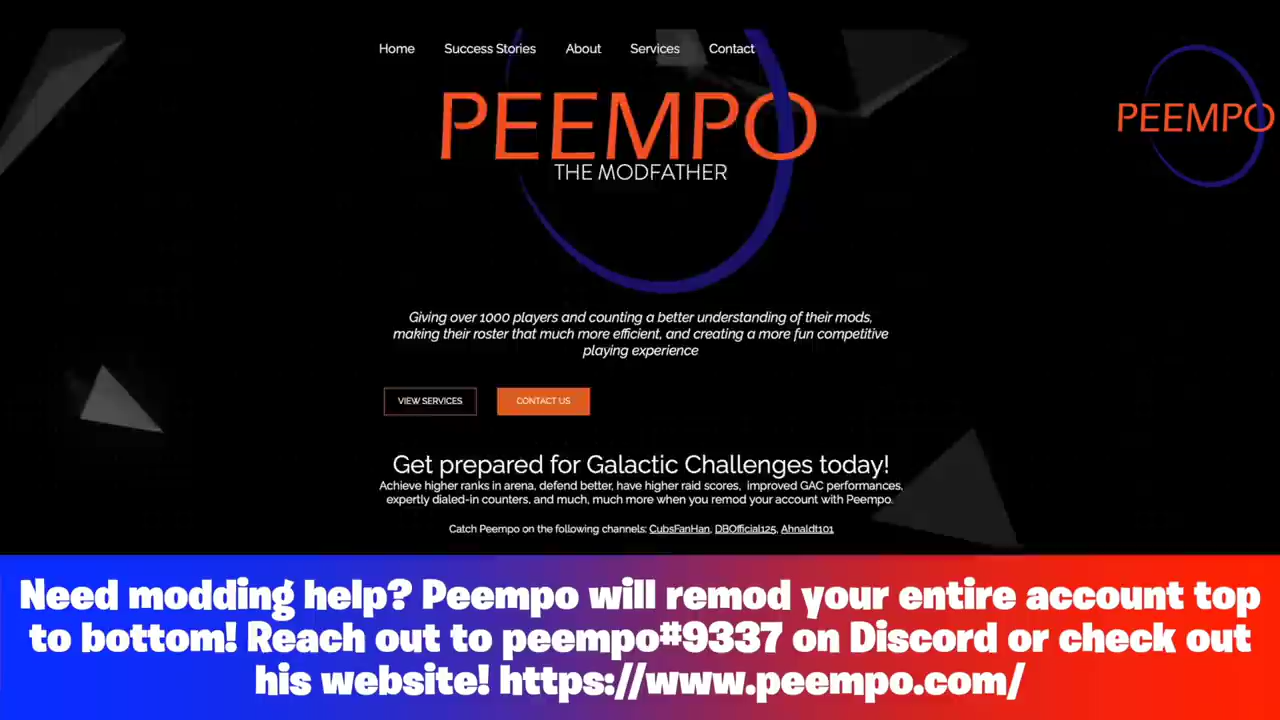 Home Success Stories About Services Contact
PEEMPO
THE MODFATHER
PEEMPO
Giving over 1000 players and counting a better understanding of their mods,
making their roster that much more efficient, and creating a more fun competitive
playing experience
VIEW SERVICES CONTACT US
Get prepared for Galactic Challenges today!
Achieve higher ranks in arena, defend better, have higher raid scores, improved GAC performances,
expertly dialed-in counters, and much, much more when you remod your account with Peempo.
Catch Peempo on the following channels: CubsFanHan, DBOfficial125, Ahnaldt101
Need modding help? Peempo will remod your entire account top
to bottom! Reach out to peempo#9337 on Discord or check out
his website! https://www.peempo.com/